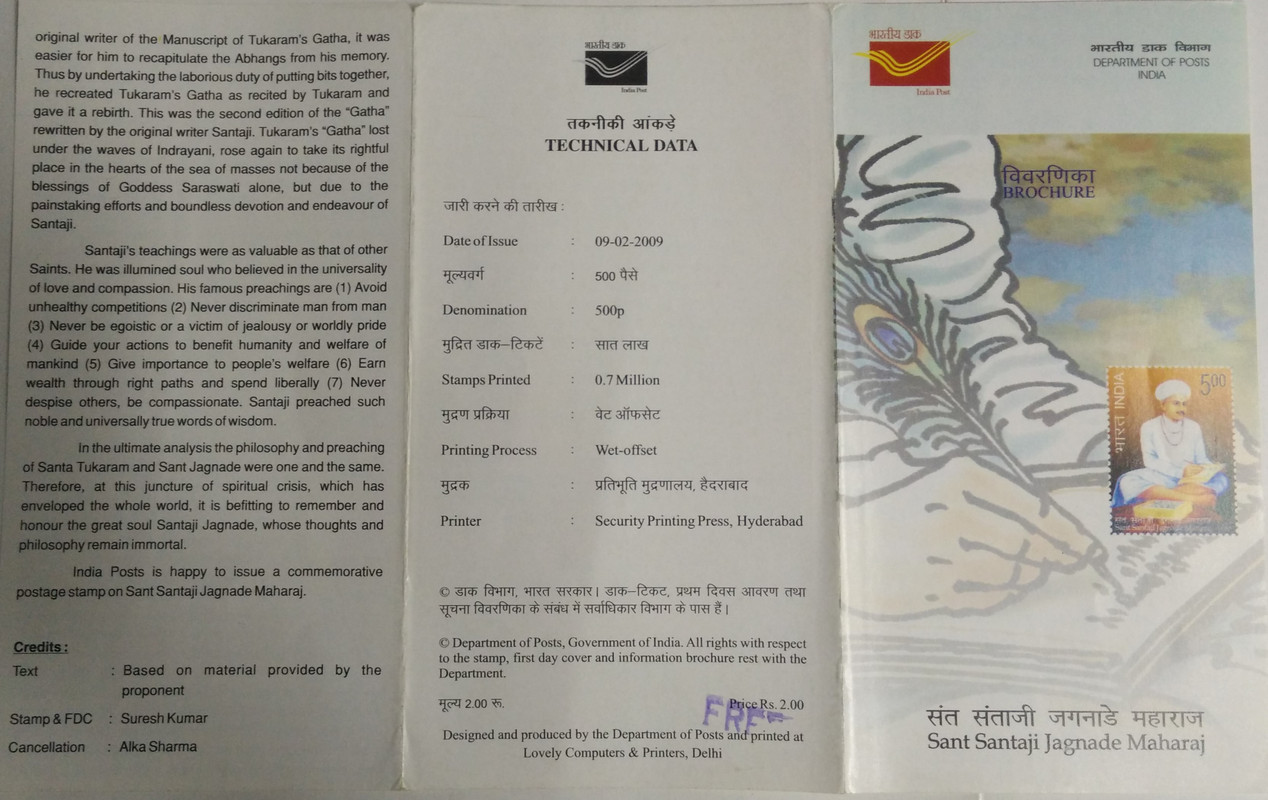 original writer of the Manuscript of Tukaram's Gatha, it was
easier for him to recapitulate the Abhangs from his memory.
Thus by undertaking the laborious duty of putting bits together,
he recreated Tukaram's Gatha as recited by Tukaram and
gave it a rebirth. This was the second edition of the "Gatha"
rewritten by the original writer Santaji. Tukaram's "Gatha" lost
under the waves of Indrayani, rose again to take its rightful
place in the hearts of the sea of masses not because of the
blessings of Goddess Saraswati alone, but due to the
painstaking efforts and boundless devotion and endeavour of
Santaji.
Santaji's teachings were as valuable as that of other
Saints. He was illumined soul who believed in the universality
of love and compassion. His famous preachings are (1) Avoid
unhealthy competitions (2) Never discriminate man from man
(3) Never be egoistic or a victim of jealousy or worldly pride
(4) Guide your actions to benefit humanity and welfare of
mankind (5) Give importance to people's welfare (6) Earn
wealth through right paths and spend liberally (7) Never
despise others, be compassionate. Santaji preached such
noble and universally true words of wisdom.
In the ultimate analysis the philosophy and preaching
of Santa Tukaram and Sant Jagnade were one and the same.
Therefore, at this juncture of spiritual crisis, which has
enveloped the whole world, it is befitting to remember and
honour the great soul Santaji Jagnade, whose thoughts and
philosophy remain immortal.
India Posts is happy to issue a commemorative
postage stamp on Sant Santaji Jagnade Maharaj.
Credits :
Text : Based on material provided by the
proponent
Stamp & FDC : Suresh Kumar
Cancellation : Alka Sharma
भारतीय डाक
India Post
तकनीकी आंकड़े
TECHNICAL DATA
जारी करने की तारीख :
Date of Issue : 09-02-2009
मूल्यवर्ग : 500 पैसे
Denomination : 500p
मुद्रित डाक–टिकटें : सात लाख
Stamps Printed : 0.7 Million
मुद्रण प्रक्रिया : वेट ऑफसेट
Printing Process : Wet-offset
मुद्रक : प्रतिभूति मुद्रणालय, हैदराबाद
Printer : Security Printing Press, Hyderabad
© डाक विभाग, भारत सरकार। डाक–टिकट, प्रथम दिवस आवरण तथा
सूचना विवरणिका के संबंध में सर्वाधिकार विभाग के पास हैं।
© Department of Posts, Government of India. All rights with respect
to the stamp, first day cover and information brochure rest with the
Department.
मूल्य 2.00 रू. Price Rs. 2.00
Designed and produced by the Department of Posts and printed at
Lovely Computers & Printers, Delhi
भारतीय डाक
India Post
भारतीय डाक विभाग
DEPARTMENT OF POSTS
INDIA
विवरणिका
BROCHURE
भारत INDIA
500
संत संताजी जगनाडे महाराज
Sant Santaji Jagnade Maharaj